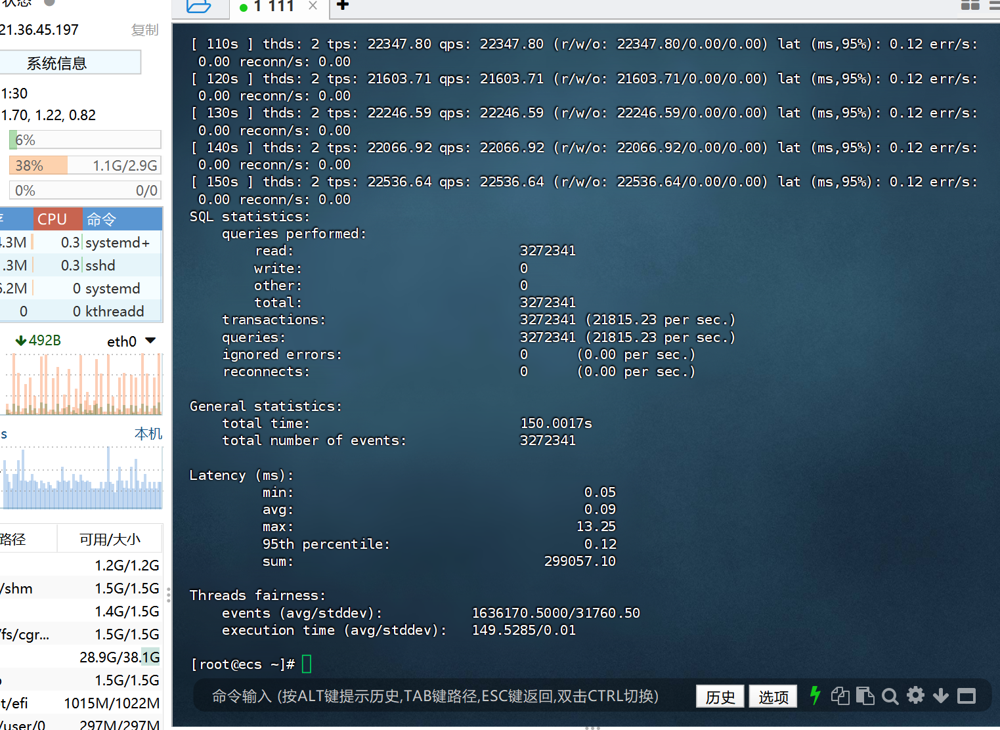 状态
1 111
21.36.45.197
复制
系统信息
1:30
1.70, 1.22, 0.82
6%
38% 1.1G/2.9G
0% 0/0
CPU 命令
.3M 0.3 systemd+
.3M 0.3 sshd
.2M 0 systemd
0 0 kthreadd
492B eth0
s 本机
路径 可用/大小
1.2G/1.2G
/shm 1.5G/1.5G
1.4G/1.5G
/fs/cgr... 1.5G/1.5G
28.9G/38.1G
1.5G/1.5G
t/efi 1015M/1022M
/user/0 297M/297M
[ 110s ] thds: 2 tps: 22347.80 qps: 22347.80 (r/w/o: 22347.80/0.00/0.00) lat (ms,95%): 0.12 err/s:
0.00 reconn/s: 0.00
[ 120s ] thds: 2 tps: 21603.71 qps: 21603.71 (r/w/o: 21603.71/0.00/0.00) lat (ms,95%): 0.12 err/s:
0.00 reconn/s: 0.00
[ 130s ] thds: 2 tps: 22246.59 qps: 22246.59 (r/w/o: 22246.59/0.00/0.00) lat (ms,95%): 0.12 err/s:
0.00 reconn/s: 0.00
[ 140s ] thds: 2 tps: 22066.92 qps: 22066.92 (r/w/o: 22066.92/0.00/0.00) lat (ms,95%): 0.12 err/s:
0.00 reconn/s: 0.00
[ 150s ] thds: 2 tps: 22536.64 qps: 22536.64 (r/w/o: 22536.64/0.00/0.00) lat (ms,95%): 0.12 err/s:
0.00 reconn/s: 0.00
SQL statistics:
queries performed:
read: 3272341
write: 0
other: 0
total: 3272341
transactions: 3272341 (21815.23 per sec.)
queries: 3272341 (21815.23 per sec.)
ignored errors: 0 (0.00 per sec.)
reconnects: 0 (0.00 per sec.)
General statistics:
total time: 150.0017s
total number of events: 3272341
Latency (ms):
min: 0.05
avg: 0.09
max: 13.25
95th percentile: 0.12
sum: 299057.10
Threads fairness:
events (avg/stddev): 1636170.5000/31760.50
execution time (avg/stddev): 149.5285/0.01
[root@ecs ~]#
命令输入 (按ALT键提示历史,TAB键路径,ESC键返回,双击CTRL切换)
历史
选项